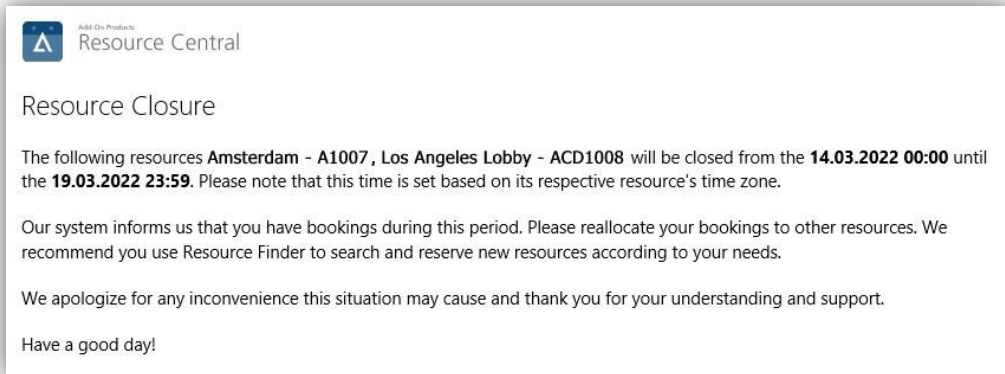 Add-On Products
Resource Central
Resource Closure
The following resources Amsterdam - A1007, Los Angeles Lobby - ACD1008 will be closed from the 14.03.2022 00:00 until
the 19.03.2022 23:59. Please note that this time is set based on its respective resource's time zone.
Our system informs us that you have bookings during this period. Please reallocate your bookings to other resources. We
recommend you use Resource Finder to search and reserve new resources according to your needs.
We apologize for any inconvenience this situation may cause and thank you for your understanding and support.
Have a good day!